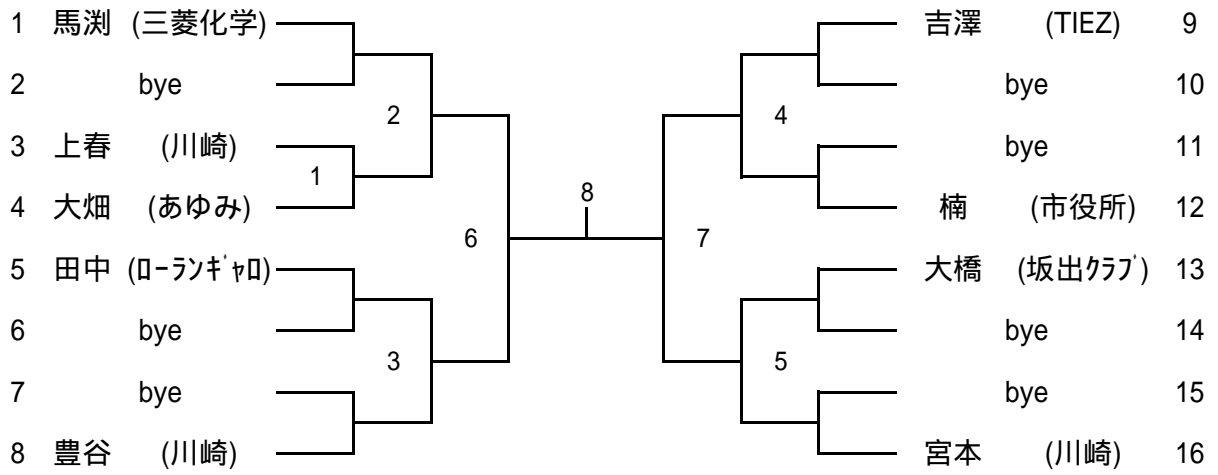 1 馬渕 (三菱化学)
吉澤 (TIEZ) 9
2 bye
bye 10
2
4
3 上春 (川崎)
bye 11
1
8
4 大畑 (あゆみ)
楠 (市役所) 12
6
7
5 田中 (ﾛｰﾗﾝｷﾞｬﾛ)
大橋 (坂出ｸﾗﾌﾞ) 13
6 bye
bye 14
3
5
7 bye
bye 15
8 豊谷 (川崎)
宮本 (川崎) 16